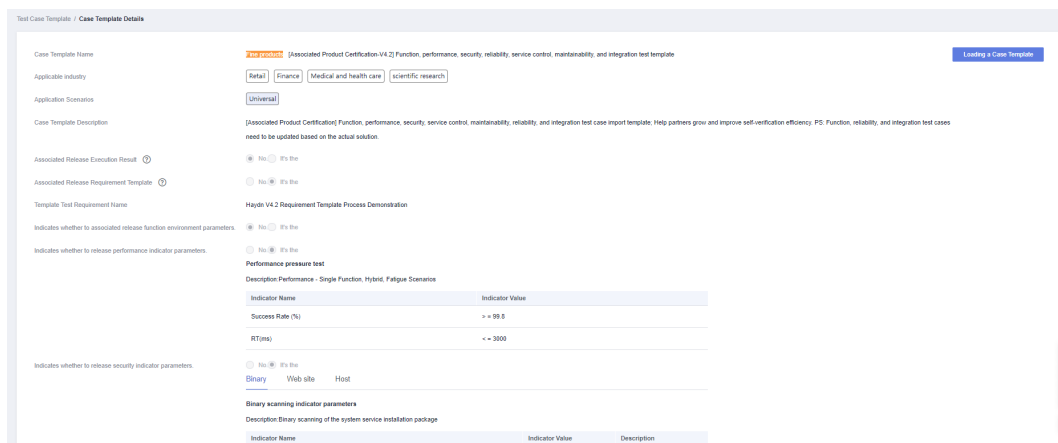 Test Case Template / Case Template Details
Case Template Name
Fine products [Associated Product Certification-V4.2] Function, performance, security, reliability, service control, maintainability, and integration test template
Loading a Case Template
Applicable industry
Retail Finance Medical and health care scientific research
Application Scenarios
Universal
Case Template Description
[Associated Product Certification] Function, performance, security, service control, maintainability, reliability, and integration test case import template; Help partners grow and improve self-verification efficiency. PS: Function, reliability, and integration test cases
need to be updated based on the actual solution.
Associated Release Execution Result ?
No It's the
Associated Release Requirement Template ?
No It's the
Template Test Requirement Name
Haydn V4.2 Requirement Template Process Demonstration
Indicates whether to associated release function environment parameters.
No It's the
Indicates whether to release performance indicator parameters.
No It's the
Performance pressure test
Description:Performance - Single Function, Hybrid, Fatigue Scenarios
Indicator Name Indicator Value
Success Rate (%) > = 99.8
RT(ms) < = 3000
Indicates whether to release security indicator parameters.
No It's the
Binary Web site Host
Binary scanning indicator parameters
Description:Binary scanning of the system service installation package
Indicator Name Indicator Value Description